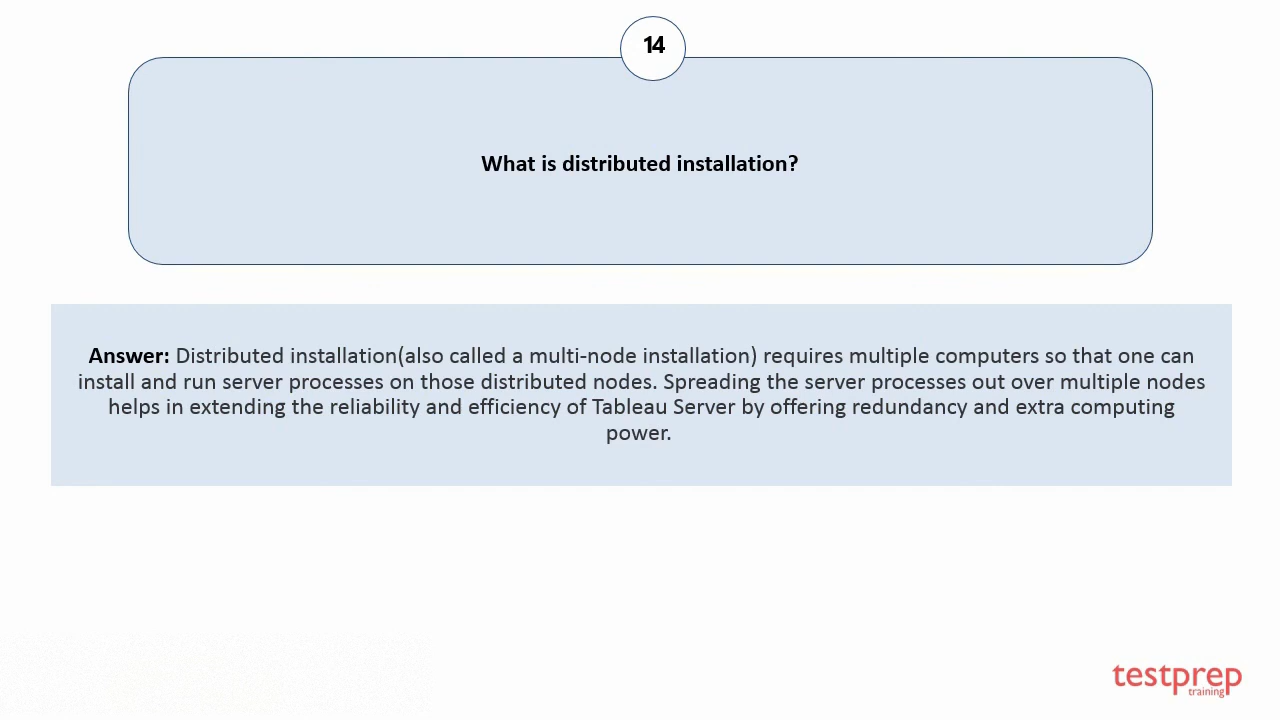 14
What is distributed installation?
Answer: Distributed installation(also called a multi-node installation) requires multiple computers so that one can
install and run server processes on those distributed nodes. Spreading the server processes out over multiple nodes
helps in extending the reliability and efficiency of Tableau Server by offering redundancy and extra computing
power.
testprep
training